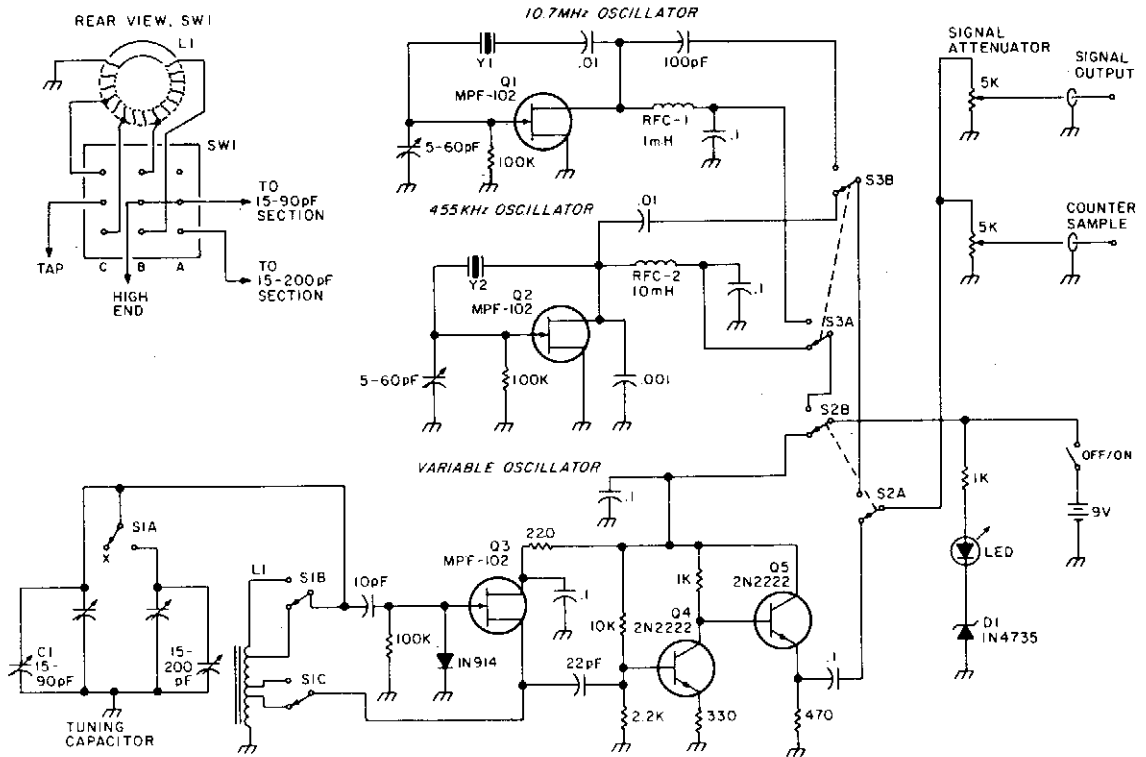 REAR VIEW, SW1
L1
SW1
TO
15-90pF
SECTION
TO
15-200pF
SECTION
TAP
C
B
A
HIGH
END
10.7MHz OSCILLATOR
Y1
.01
100pF
Q1
MPF-102
RFC-1
1mH
.1
5-60pF
100K
S3B
455KHz OSCILLATOR
.01
Y2
RFC-2
10mH
.1
Q2
MPF-102
S3A
5-60pF
100K
.001
S2B
SIGNAL
ATTENUATOR
5K
SIGNAL
OUTPUT
5K
COUNTER
SAMPLE
OFF/ON
1K
S2A
9V
LED
D1
1N4735
VARIABLE OSCILLATOR
.1
S1A
X
Q3
MPF-102
220
L1
S1B
10pF
.1
1K
Q5
2N2222
10K
Q4
2N2222
100K
1N914
C1
15-
90pF
15-
200
pF
S1C
22pF
.1
2.2K
330
470
TUNING
CAPACITOR